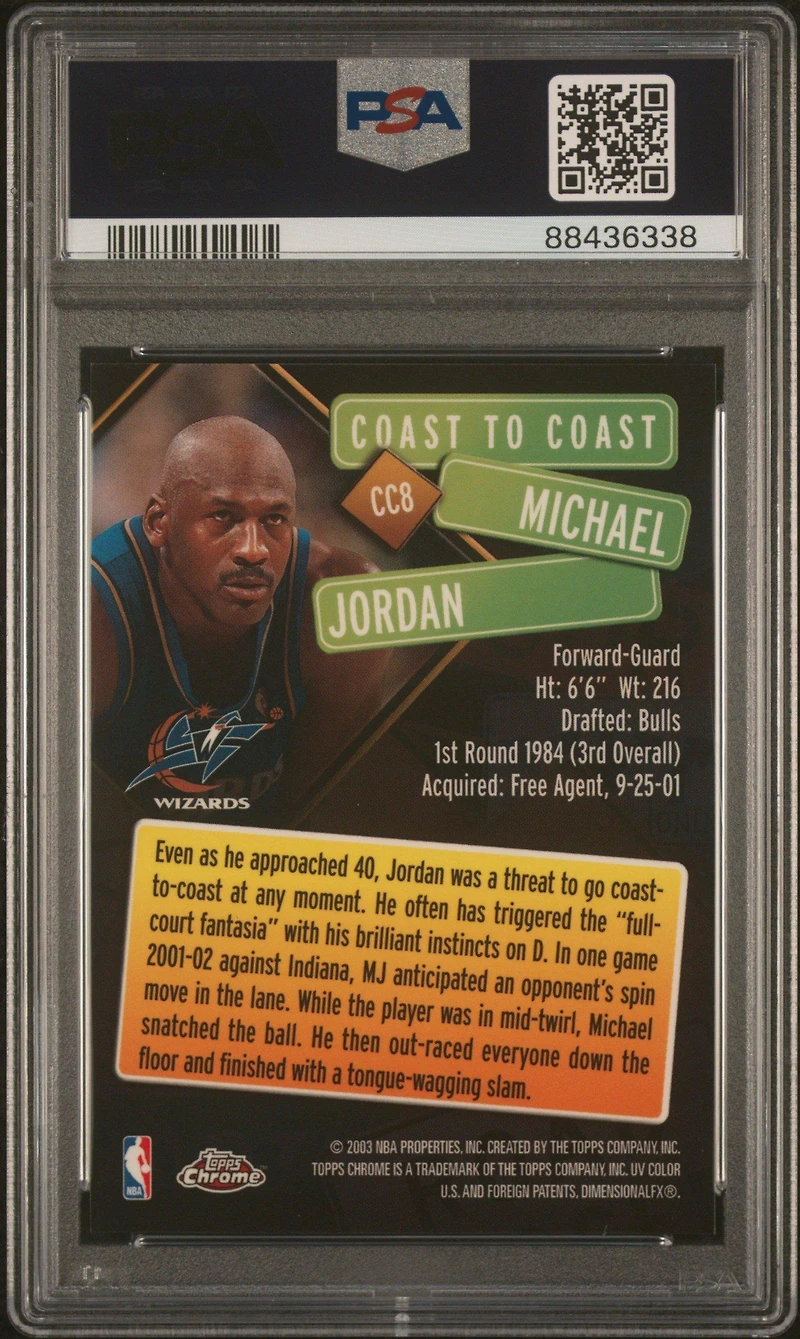 PSA
88436338
COAST TO COAST
CC8
MICHAEL
JORDAN
Forward-Guard
Ht: 6'6" Wt: 216
Drafted: Bulls
1st Round 1984 (3rd Overall)
Acquired: Free Agent, 9-25-01
WIZARDS
Even as he approached 40, Jordan was a threat to go coast-
to-coast at any moment. He often has triggered the “full-
court fantasia” with his brilliant instincts on D. In one game
2001-02 against Indiana, MJ anticipated an opponent's spin
move in the lane. While the player was in mid-twirl, Michael
snatched the ball. He then out-raced everyone down the
floor and finished with a tongue-wagging slam.
NBA
Topps
Chrome
© 2003 NBA PROPERTIES, INC. CREATED BY THE TOPPS COMPANY, INC.
TOPPS CHROME IS A TRADEMARK OF THE TOPPS COMPANY, INC. UV COLOR
U.S. AND FOREIGN PATENTS, DIMENSIONALFX®.
PSA